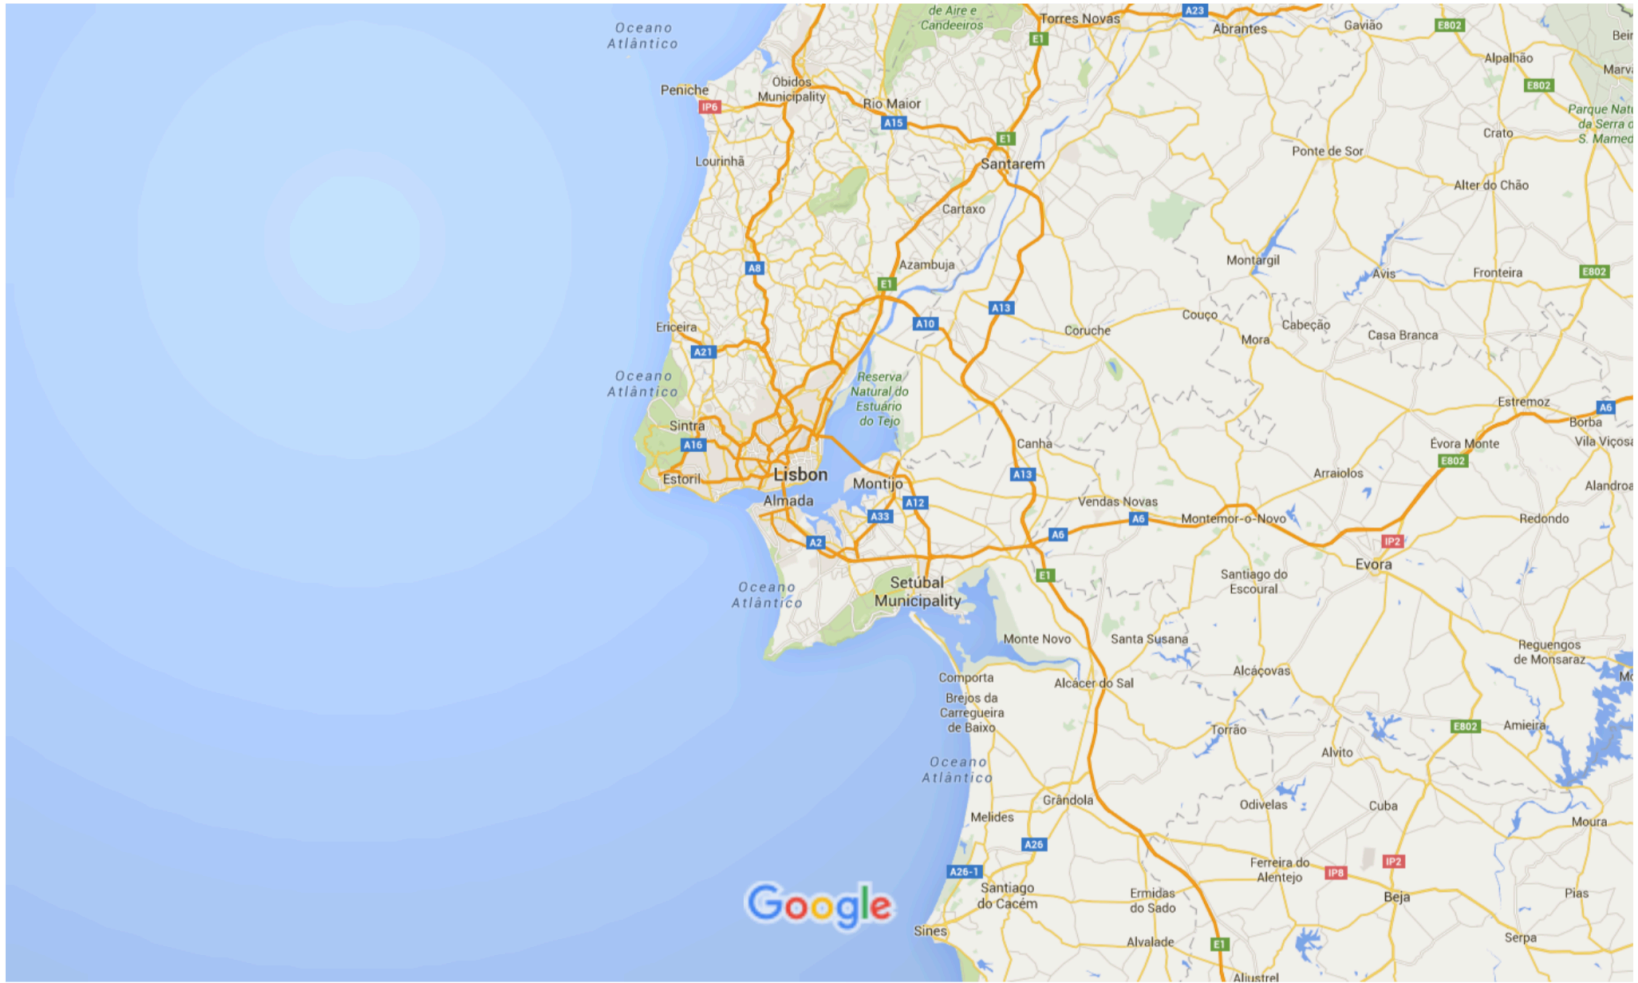 Oceano
Atlântico
de Aire e
Candeeiros
Torres Novas
A23
Abrantes
Gavião
E802
E1
Alpalhão
Peniche
Óbidos
Municipality
IP6
Rio Maior
A15
E802
Parque
da Serra
S. Mamed
E1
Crato
Lourinhã
Santarem
Ponte de Sor
Alter do Chão
Cartaxo
A8
Azambuja
Montargil
Avis
Fronteira
E802
E1
A10
A13
Coruche
Couço
Cabeção
Mora
Casa Branca
Ericeira
A21
Oceano
Atlântico
Reserva
Natural do
Estuário
do Tejo
Estremoz
A6
Borba
Vila Viçosa
Sintra
A16
Canha
Évora Monte
E802
Estoril
Lisbon
Montijo
A13
Arraiolos
Almada
A12
A33
Vendas Novas
A6
Montemor-o-Novo
Redondo
A2
A6
IP2
Evora
E1
Oceano
Atlântico
Setúbal
Municipality
Santiago do
Escoural
Monte Novo
Santa Susana
Reguengos
de Monsaraz
Alcáçovas
Comporta
Alcácer do Sal
Brejos da
Carregueira
de Baixo
Torrão
E802
Amieira
Alvito
Oceano
Atlântico
Grândola
Odivelas
Cuba
Melides
Moura
A26
A26-1
Ferreira do
Alentejo
IP8
IP2
Santiago
do Cacém
Ermidas
do Sado
Beja
Pias
Google
Sines
Alvalade
E1
Serpa
Aljustrel